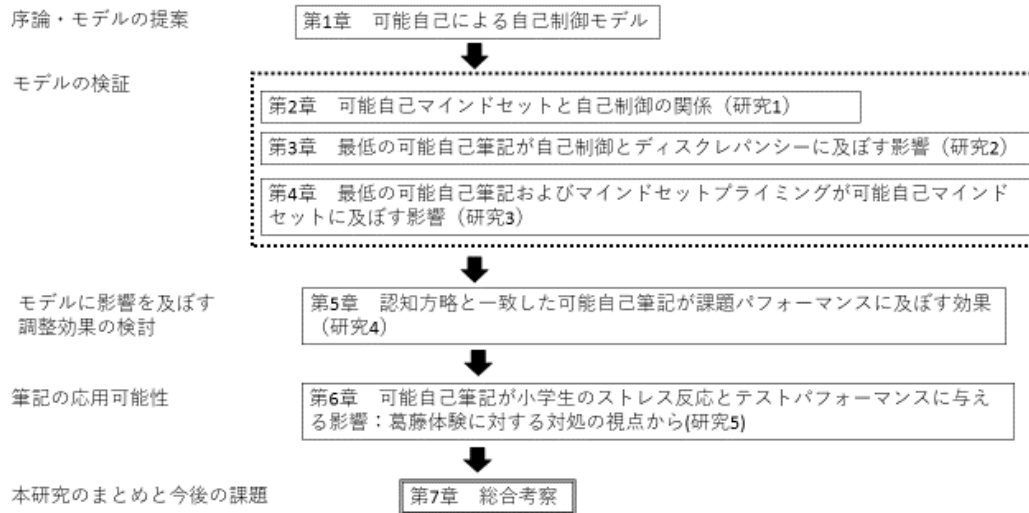 序論・モデルの提案
第1章　可能自己による自己制御モデル
モデルの検証
第2章　可能自己マインドセットと自己制御の関係（研究1）
第3章　最低の可能自己筆記が自己制御とディスクレパンシーに及ぼす影響（研究2）
第4章　最低の可能自己筆記およびマインドセットプライミングが可能自己マインド
セットに及ぼす影響（研究3）
モデルに影響を及ぼす
調整効果の検討
第5章　認知方略と一致した可能自己筆記が課題パフォーマンスに及ぼす効果
（研究4）
筆記の応用可能性
第6章　可能自己筆記が小学生のストレス反応とテストパフォーマンスに与え
る影響：葛藤体験に対する対処の視点から(研究5)
本研究のまとめと今後の課題
第7章　総合考察